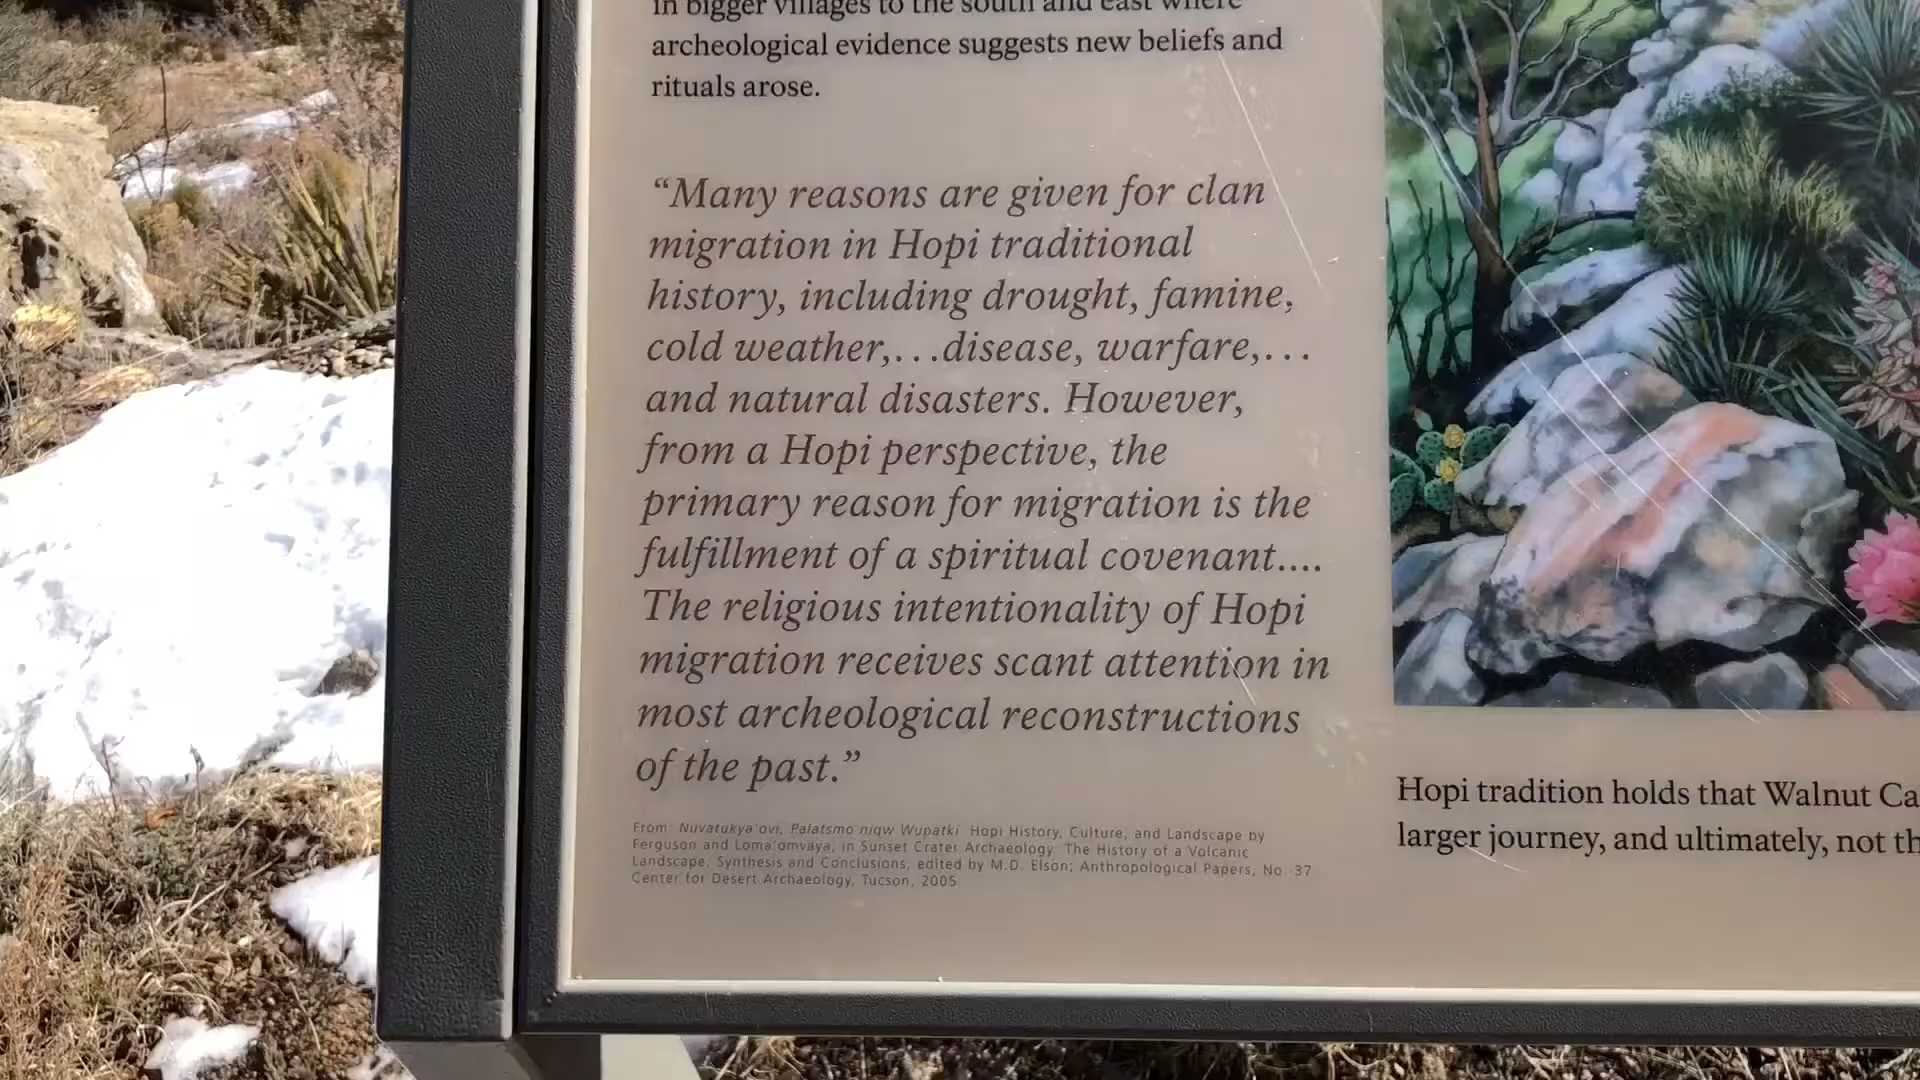 in bigger villages to the south and east where
archeological evidence suggests new beliefs and
rituals arose.
“Many reasons are given for clan
migration in Hopi traditional
history, including drought, famine,
cold weather,...disease, warfare,...
and natural disasters. However,
from a Hopi perspective, the
primary reason for migration is the
fulfillment of a spiritual covenant....
The religious intentionality of Hopi
migration receives scant attention in
most archeological reconstructions
of the past.”
From: Nuvatukya'ovi, Palatsmo niqw Wupatki: Hopi History, Culture, and Landscape by
Ferguson and Loma'omvaya, in Sunset Crater Archaeology: The History of a Volcanic
Landscape; Synthesis and Conclusions, edited by M.D. Elson; Anthropological Papers, No. 37
Center for Desert Archaeology, Tucson, 2005
Hopi tradition holds that Walnut Ca
larger journey, and ultimately, not th